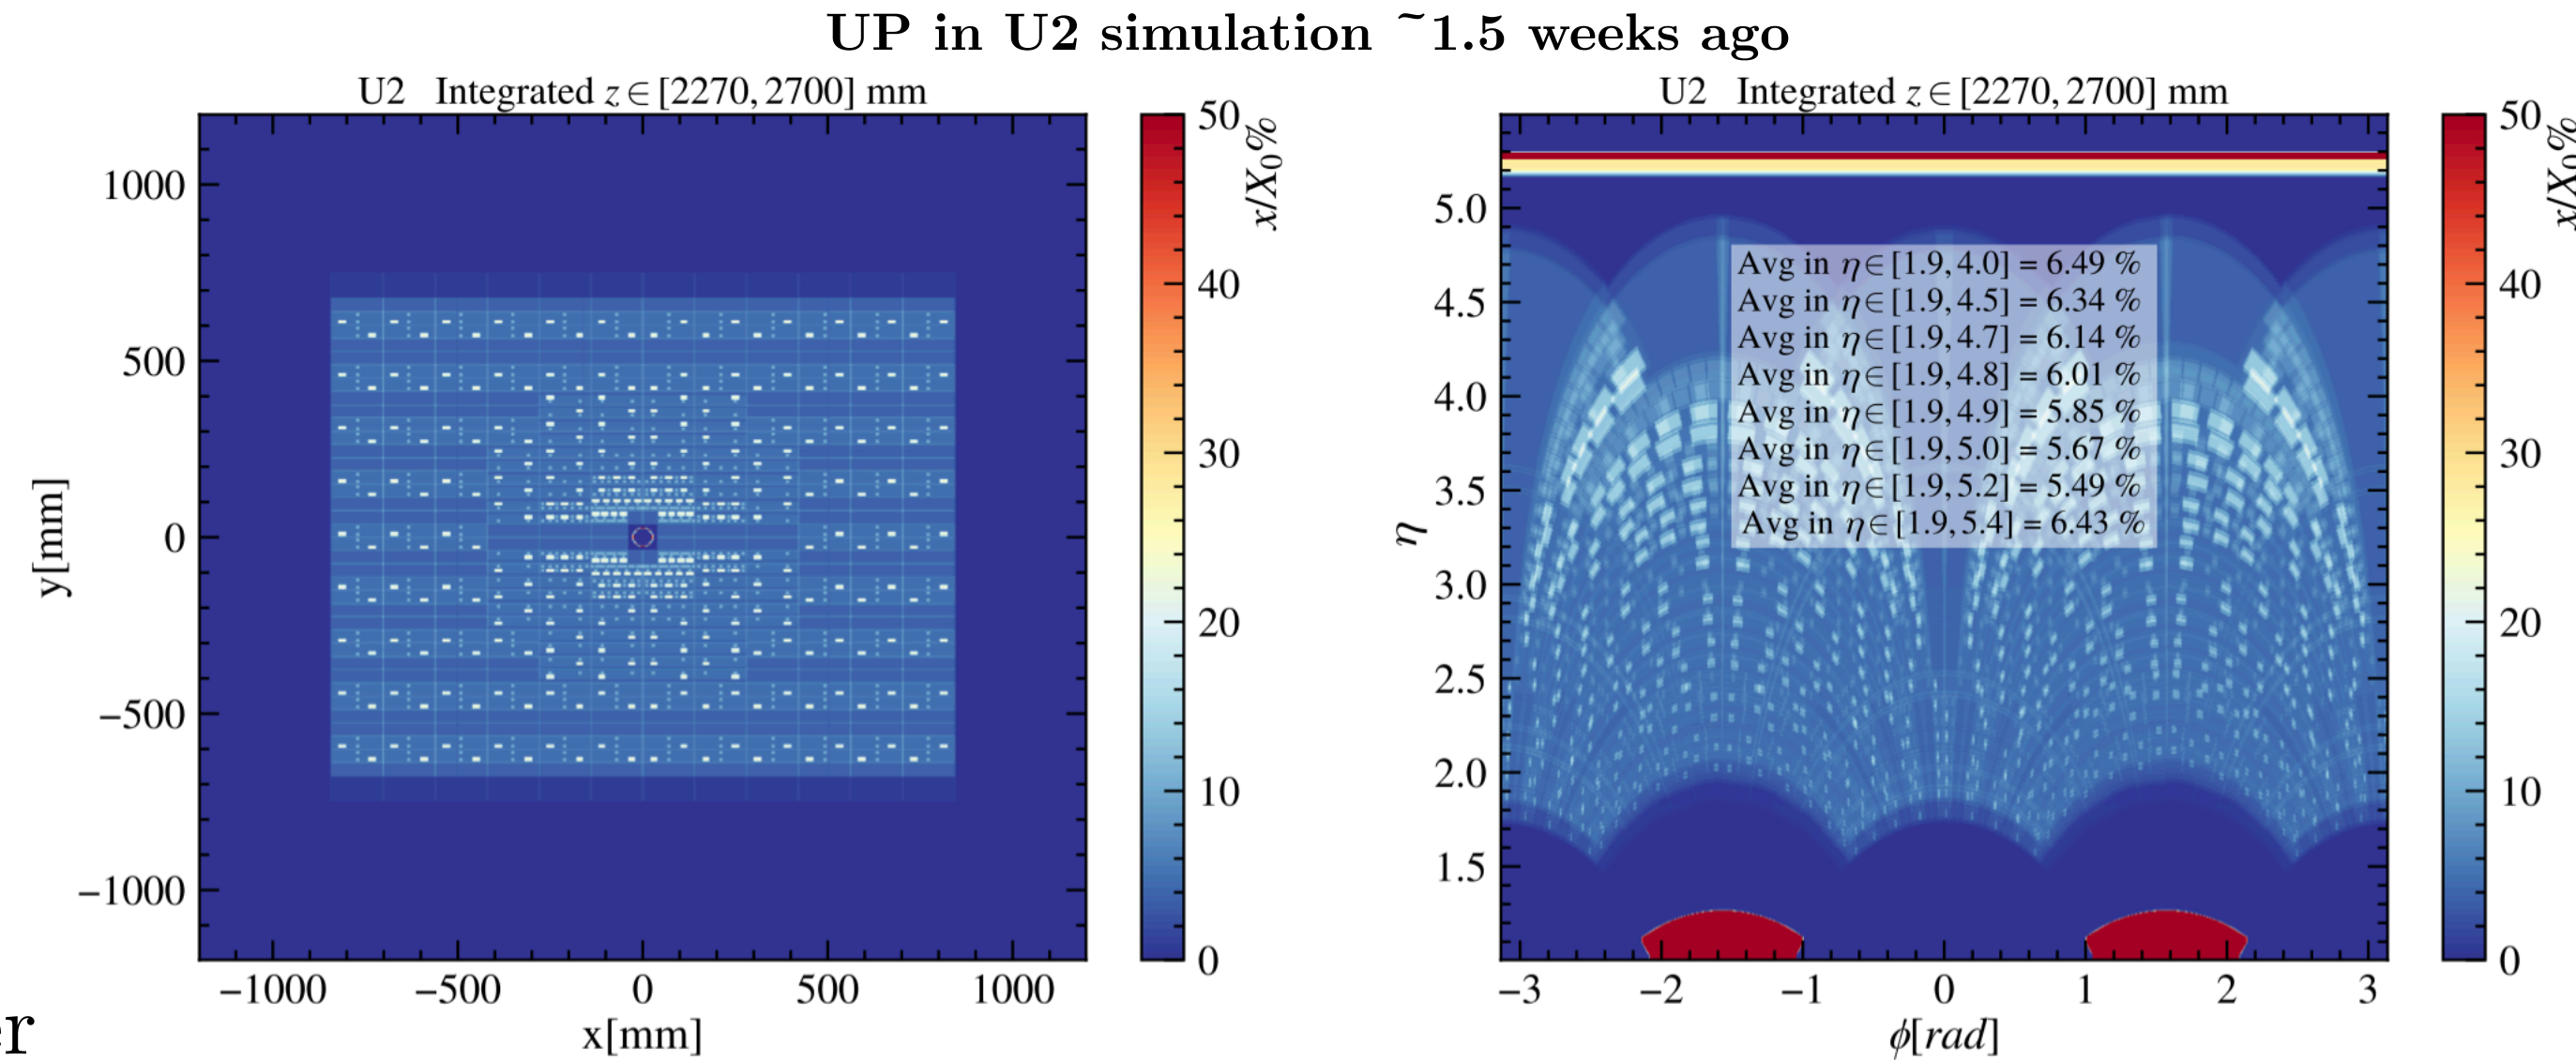 UP in U2 simulation ~1.5 weeks ago
U2 Integrated z∈[2270,2700] mm
1000
500
0
−500
−1000
y[mm]
−1000 −500 0 500 1000
x[mm]
50
40
30
20
10
0
x/X₀%
U2 Integrated z∈[2270,2700] mm
5.0
4.5
4.0
3.5
3.0
2.5
2.0
1.5
η
Avg in η∈[1.9,4.0] = 6.49 %
Avg in η∈[1.9,4.5] = 6.34 %
Avg in η∈[1.9,4.7] = 6.14 %
Avg in η∈[1.9,4.8] = 6.01 %
Avg in η∈[1.9,4.9] = 5.85 %
Avg in η∈[1.9,5.0] = 5.67 %
Avg in η∈[1.9,5.2] = 5.49 %
Avg in η∈[1.9,5.4] = 6.43 %
−3 −2 −1 0 1 2 3
ϕ[rad]
50
40
30
20
10
0
x/X₀%
er